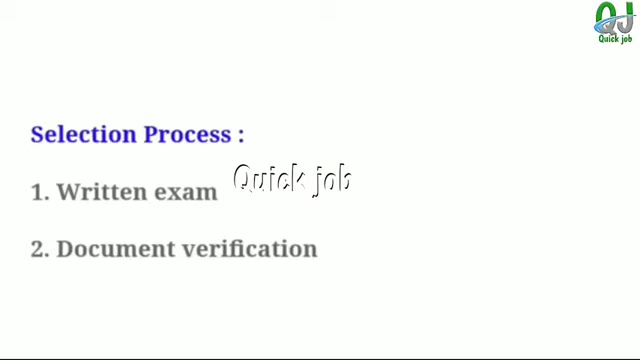 QJ
Quick job
Selection Process :
Quick job
1. Written exam
2. Document verification